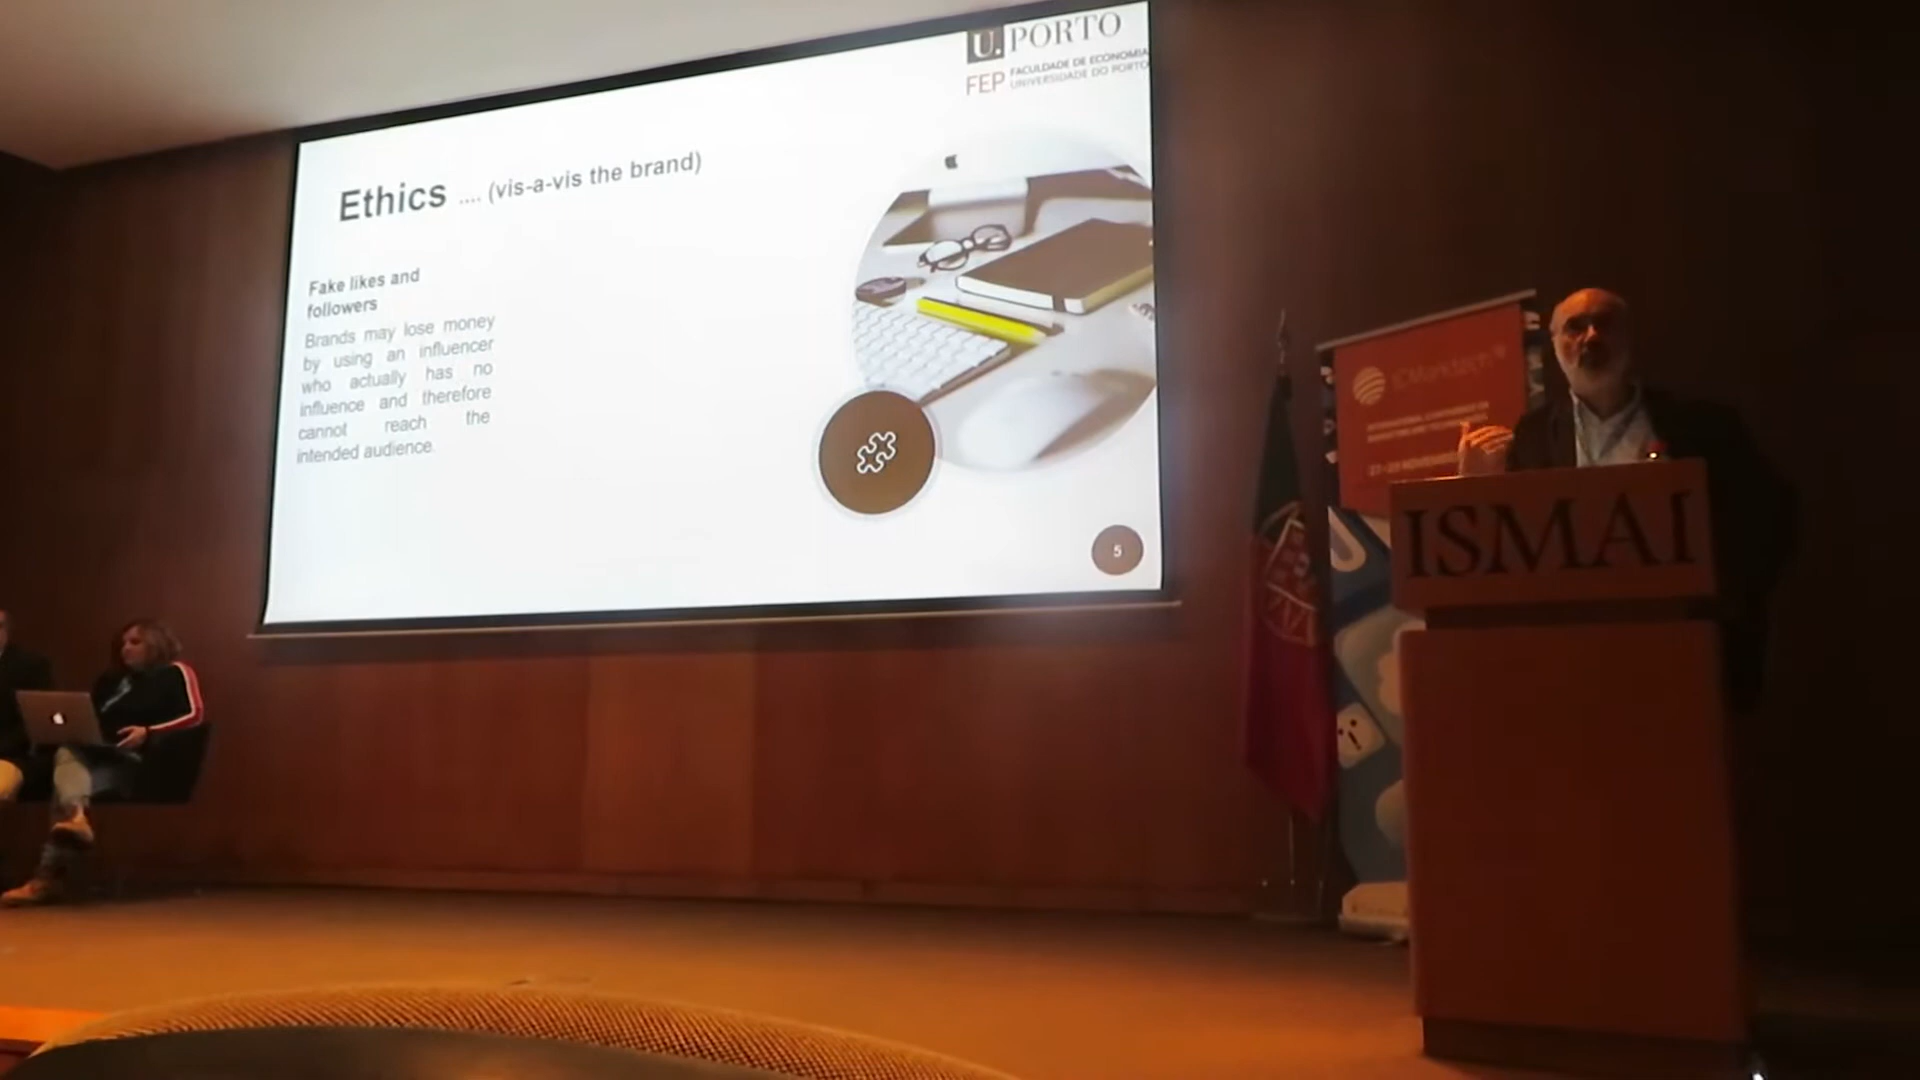 U. PORTO
FEP FACULDADE DE ECONOMIA
UNIVERSIDADE DO PORTO
Ethics .... (vis-a-vis the brand)
Fake likes and
followers
Brands may lose money
by using an influencer
who actually has no
influence and therefore
cannot reach the
intended audience.
5
ISMAI